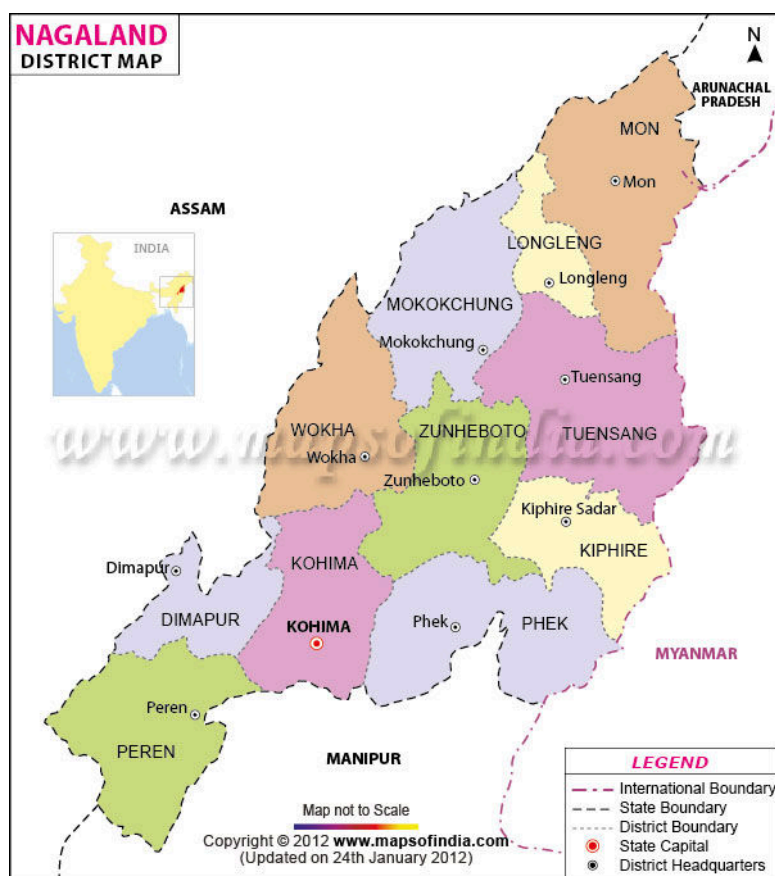 NAGALAND
DISTRICT MAP
N
ARUNACHAL
PRADESH
MON
Mon
ASSAM
INDIA
LONGLENG
Longleng
MOKOKCHUNG
Mokokchung
Tuensang
WOKHA
ZUNHEBOTO
TUENSANG
www.mapsofindia.com
Wokha
Zunheboto
Kiphire Sadar
KIPHIRE
KOHIMA
Dimapur
DIMAPUR
KOHIMA
Phek
PHEK
MYANMAR
Peren
PEREN
MANIPUR
LEGEND
International Boundary
State Boundary
District Boundary
State Capital
District Headquarters
Map not to Scale
Copyright © 2012 www.mapsofindia.com
(Updated on 24th January 2012)